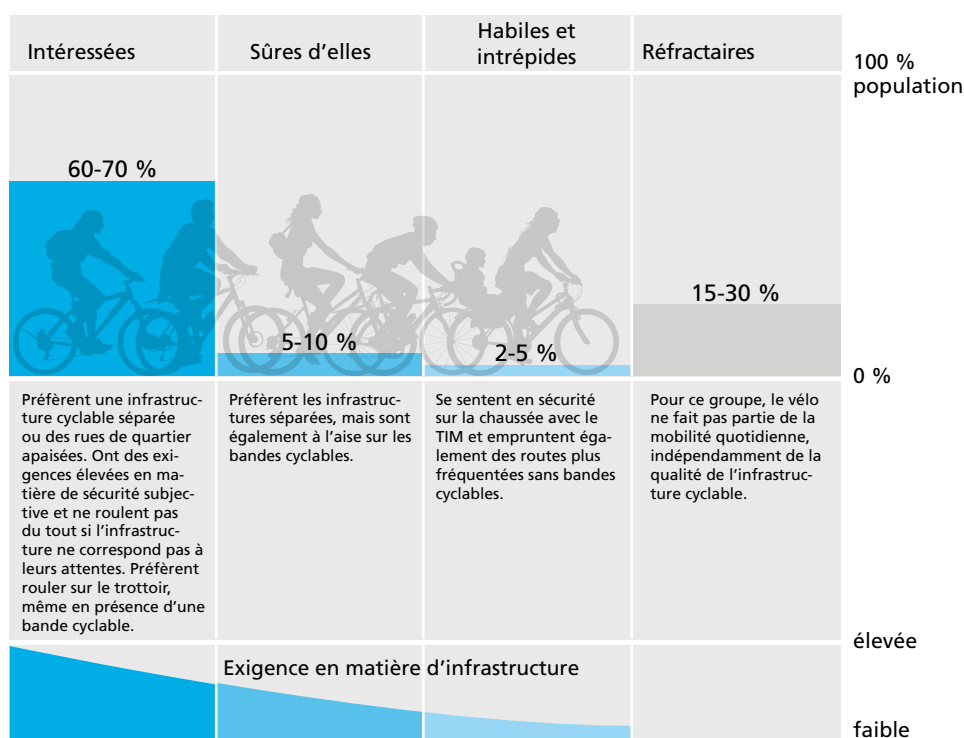 Intéressées
Sûres d'elles
Habiles et
intrépides
Réfractaires
100 %
population
60-70 %
5-10 %
2-5 %
15-30 %
0 %
Préfèrent une infrastruc-
ture cyclable séparée
ou des rues de quartier
apaisées. Ont des exi-
gences élevées en ma-
tière de sécurité subjec-
tive et ne roulent pas
du tout si l'infrastruc-
ture ne correspond pas à
leurs attentes. Préfèrent
rouler sur le trottoir,
même en présence d'une
bande cyclable.
Préfèrent les infrastruc-
tures séparées, mais sont
également à l'aise sur les
bandes cyclables.
Se sentent en sécurité
sur la chaussée avec le
TIM et empruntent éga-
lement des routes plus
fréquentées sans bandes
cyclables.
Pour ce groupe, le vélo
ne fait pas partie de la
mobilité quotidienne,
indépendamment de la
qualité de l'infrastruc-
ture cyclable.
élevée
Exigence en matière d'infrastructure
faible